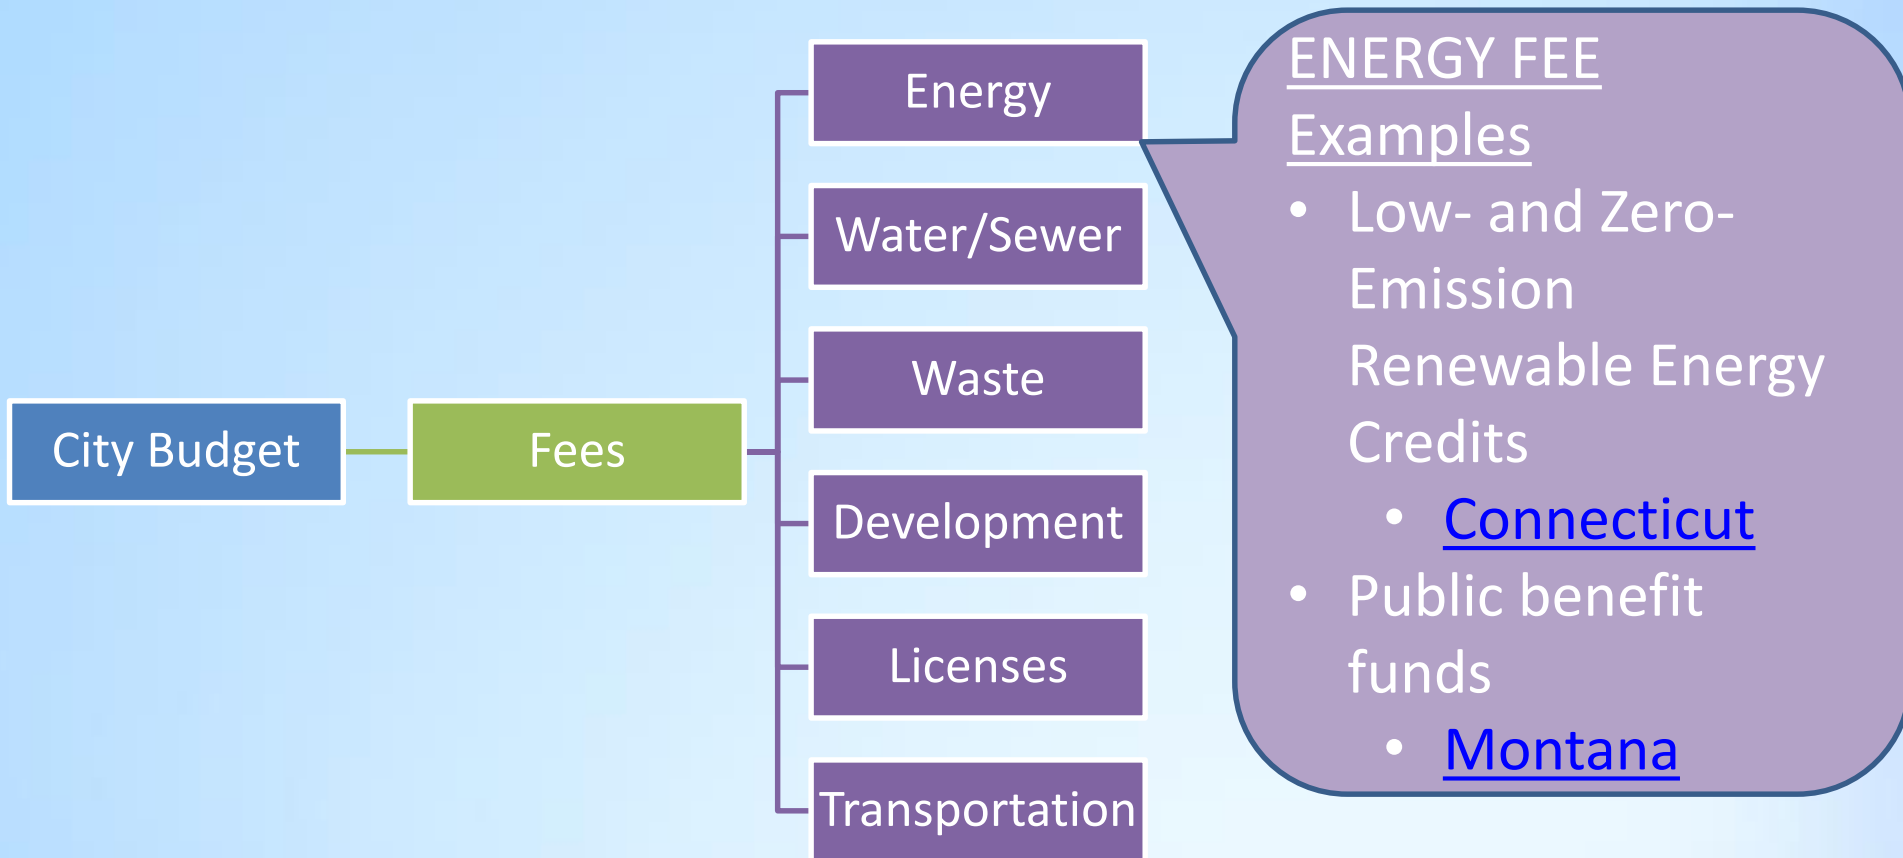 City Budget
Fees
Energy
Water/Sewer
Waste
Development
Licenses
Transportation
ENERGY FEE
Examples
• Low- and Zero-
Emission
Renewable Energy
Credits
• Connecticut
• Public benefit
funds
• Montana